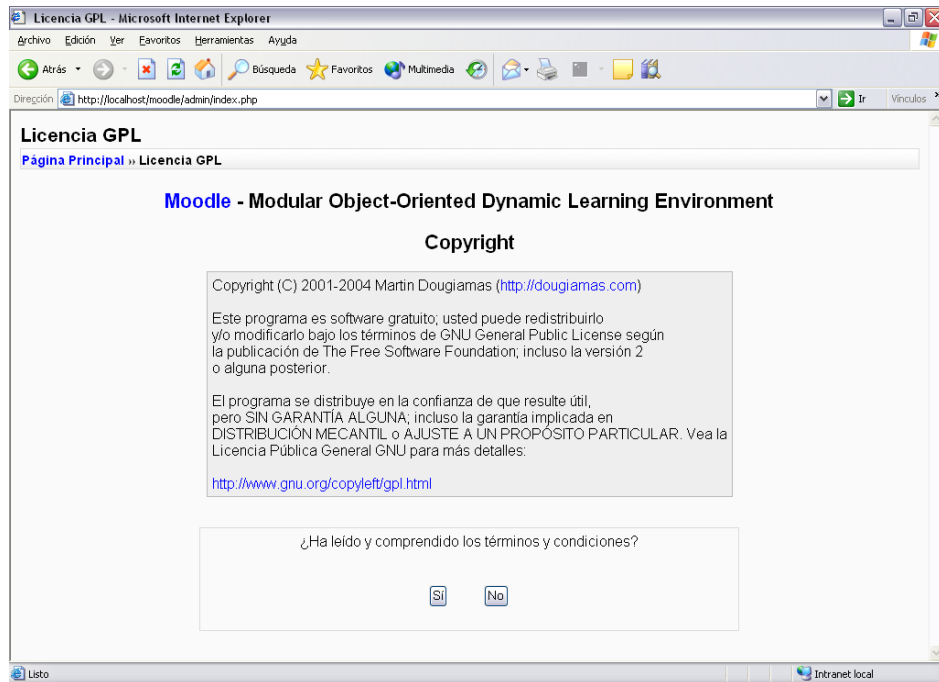 Licencia GPL - Microsoft Internet Explorer
Archivo Edición Ver Favoritos Herramientas Ayuda
Atrás Búsqueda Favoritos Multimedia
Dirección http://localhost/moodle/admin/index.php Ir Vínculos »
Licencia GPL
Página Principal » Licencia GPL
Moodle - Modular Object-Oriented Dynamic Learning Environment
Copyright
Copyright (C) 2001-2004 Martin Dougiamas (http://dougiamas.com)
Este programa es software gratuito; usted puede redistribuirlo
y/o modificarlo bajo los términos de GNU General Public License según
la publicación de The Free Software Foundation; incluso la versión 2
o alguna posterior.
El programa se distribuye en la confianza de que resulte útil,
pero SIN GARANTÍA ALGUNA; incluso la garantía implicada en
DISTRIBUCIÓN MECANTIL o AJUSTE A UN PROPÓSITO PARTICULAR. Vea la
Licencia Pública General GNU para más detalles:
http://www.gnu.org/copyleft/gpl.html
¿Ha leído y comprendido los términos y condiciones?
Sí No
Listo Intranet local